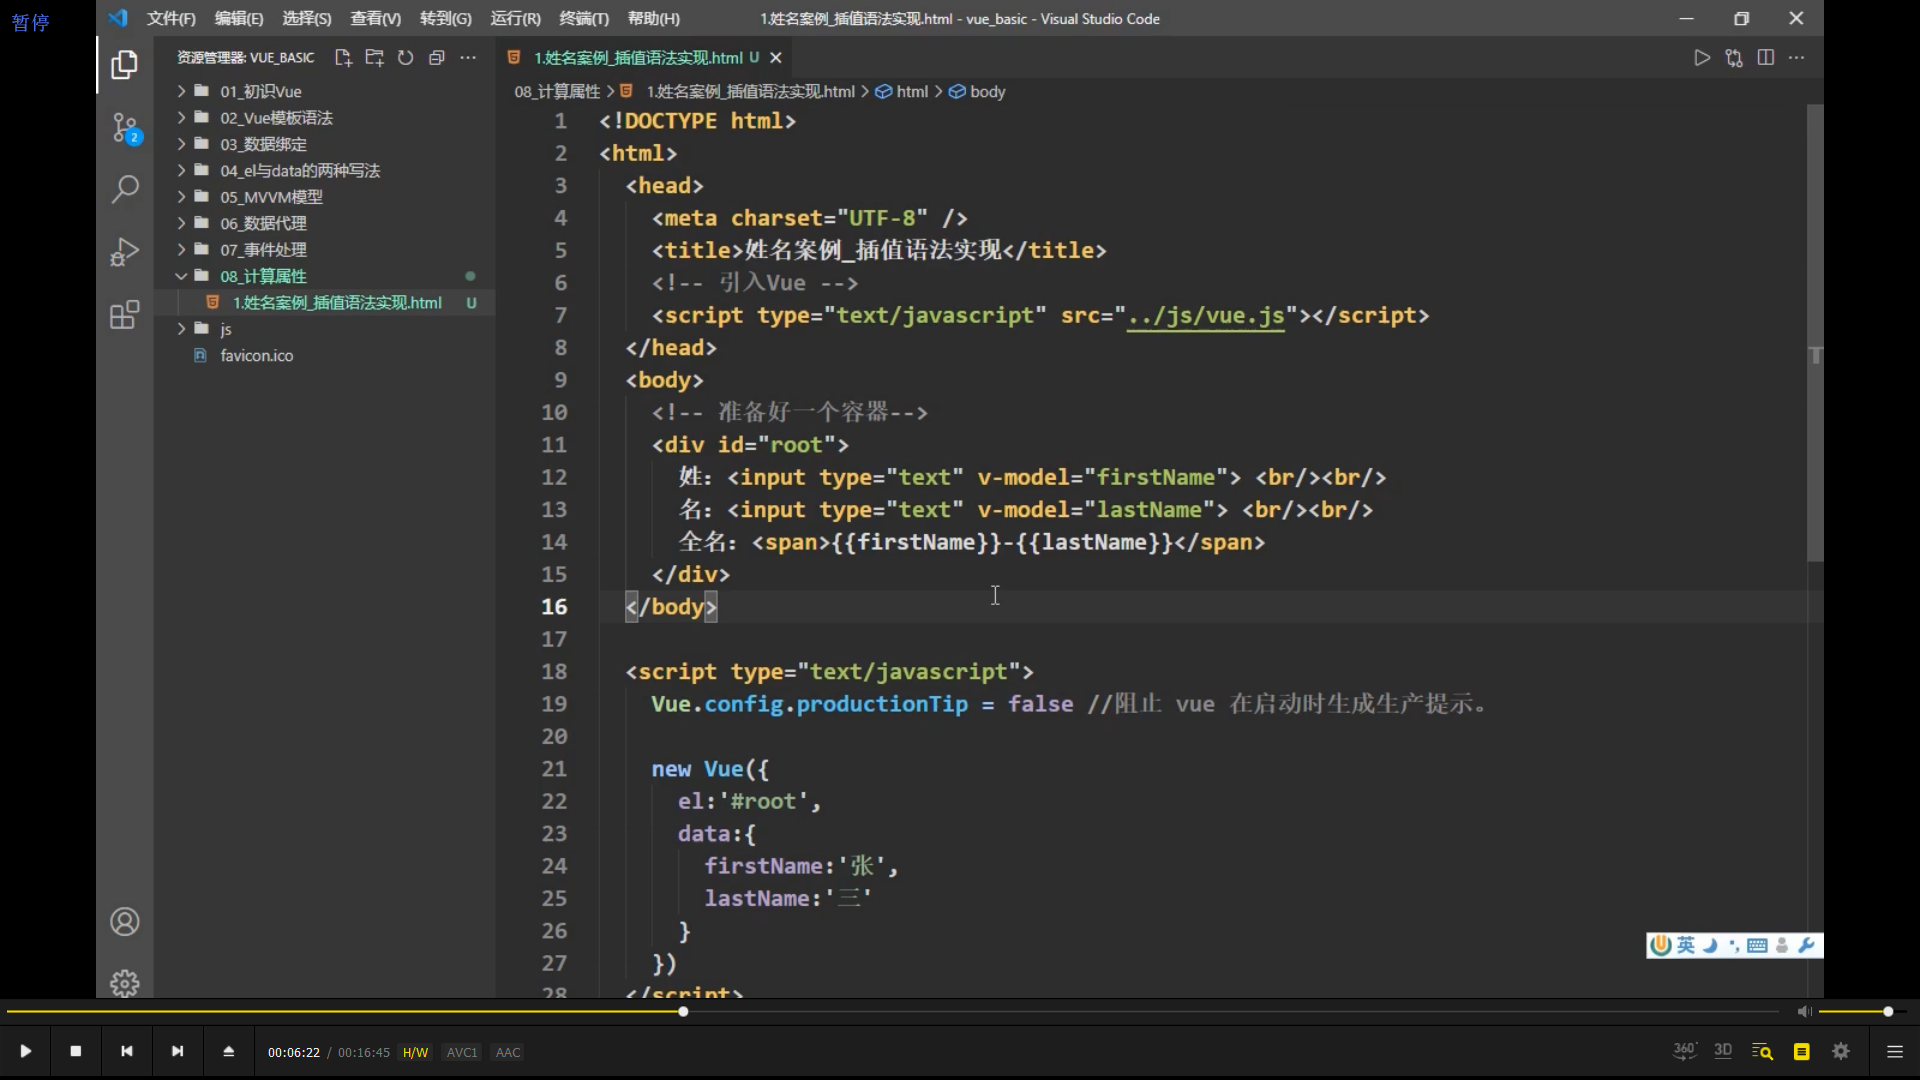 暂停
文件(F) 编辑(E) 选择(S) 查看(V) 转到(G) 运行(R) 终端(T) 帮助(H) 1.姓名案例_插值语法实现.html - vue_basic - Visual Studio Code
资源管理器: VUE_BASIC
1.姓名案例_插值语法实现.html U
08_计算属性 > 1.姓名案例_插值语法实现.html > html > body
2
01_初识Vue
02_Vue模板语法
03_数据绑定
04_el与data的两种写法
05_MVVM模型
06_数据代理
07_事件处理
08_计算属性
1.姓名案例_插值语法实现.html U
js
favicon.ico
1 <!DOCTYPE html>
2 <html>
3 <head>
4 <meta charset="UTF-8" />
5 <title>姓名案例_插值语法实现</title>
6 <!-- 引入Vue -->
7 <script type="text/javascript" src="../js/vue.js"></script>
8 </head>
9 <body>
10 <!-- 准备好一个容器-->
11 <div id="root">
12 姓：<input type="text" v-model="firstName"> <br/><br/>
13 名：<input type="text" v-model="lastName"> <br/><br/>
14 全名：<span>{{firstName}}-{{lastName}}</span>
15 </div>
16 </body>
17
18 <script type="text/javascript">
19 Vue.config.productionTip = false //阻止 vue 在启动时生成生产提示。
20
21 new Vue({
22 el:'#root',
23 data:{
24 firstName:'张',
25 lastName:'三'
26 }
27 })
28 </script>
英
00:06:22 / 00:16:45 H/W AVC1 AAC
360° 3D